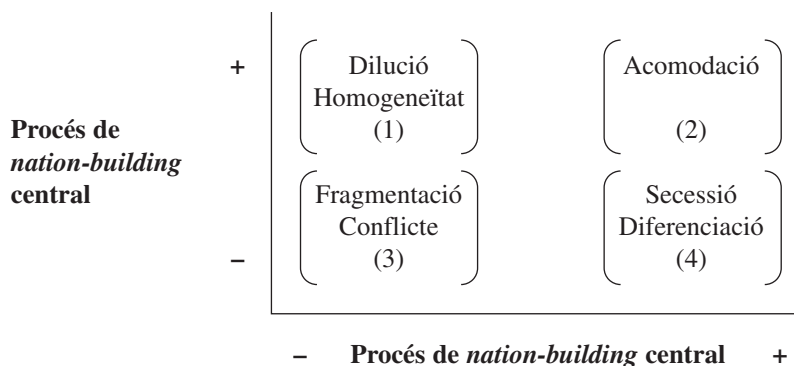 +
Dilució
Homogeneïtat
(1)
Acomodació
(2)
Procés de
nation-building
central
Fragmentació
Conflicte
(3)
Secessió
Diferenciació
(4)
–
– Procés de nation-building central +